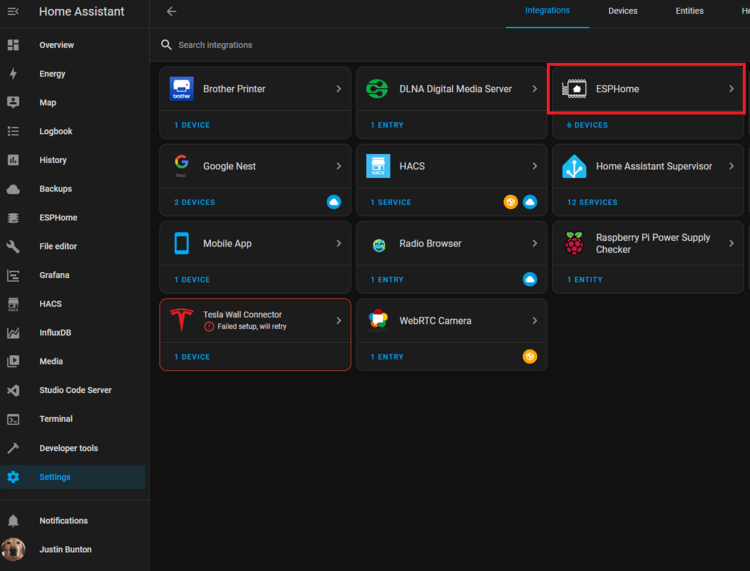 Home Assistant
Overview
Energy
Map
Logbook
History
Backups
ESPHome
File editor
Grafana
HACS
InfluxDB
Media
Studio Code Server
Terminal
Developer tools
Settings
Notifications
Justin Bunton
Integrations Devices Entities He
Search integrations
brother
Brother Printer
1 DEVICE
DLNA Digital Media Server
1 ENTRY
ESPHome
6 DEVICES
Nest
Google Nest
2 DEVICES
HACS
HACS
1 SERVICE
Home Assistant Supervisor
12 SERVICES
Mobile App
1 DEVICE
Radio Browser
1 ENTRY
Raspberry Pi Power Supply
Checker
1 ENTITY
Tesla Wall Connector
Failed setup, will retry
1 DEVICE
WebRTC Camera
1 ENTRY